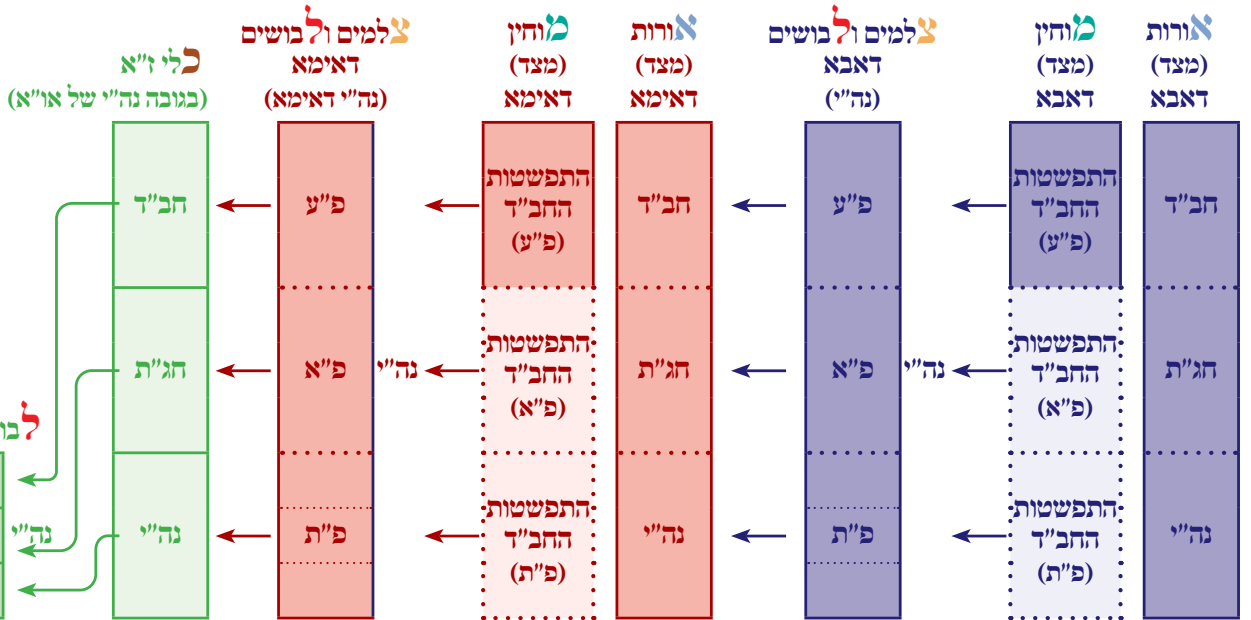 אורות
(מצד)
דאבא
חב"ד
חג"ת
נה"י
מוחין
(מצד)
דאבא
התפשטות
החב"ד
(פ"ע)
התפשטות
החב"ד
(פ"א)
התפשטות
החב"ד
(פ"ת)
צלמים ולבושים
דאבא
(נה"י)
נה"י
פ"ע
פ"א
פ"ת
אורות
(מצד)
דאימא
חב"ד
חג"ת
נה"י
מוחין
(מצד)
דאימא
התפשטות
החב"ד
(פ"ע)
התפשטות
החב"ד
(פ"א)
התפשטות
החב"ד
(פ"ת)
צלמים ולבושים
דאימא
(נה"י דאימא)
נה"י
פ"ע
פ"א
פ"ת
כלי ז"א
(בגובה נה"י של או"א)
חב"ד
חג"ת
נה"י
נה"י